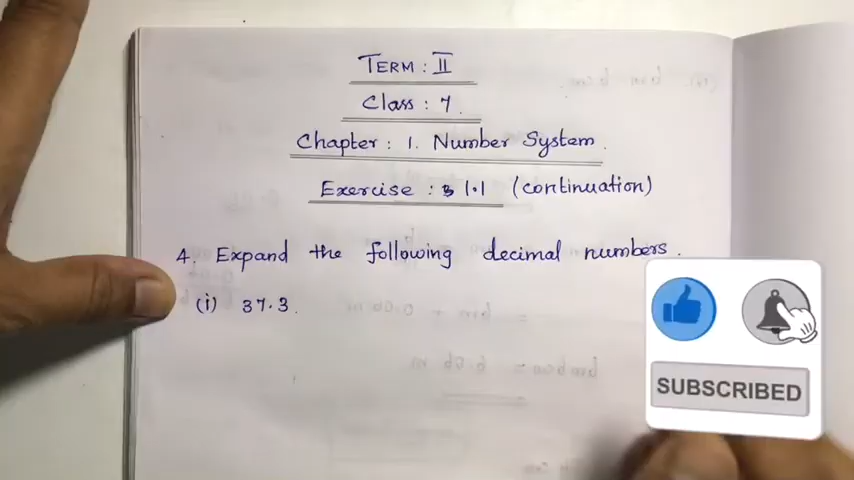 TERM : II
Class : 7.
Chapter : 1. Number System.
Exercise : 1.1 (continuation)
4. Expand the following decimal numbers.
(i) 37.3.
SUBSCRIBED